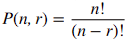 P(n, r) = n! / (n − r)!